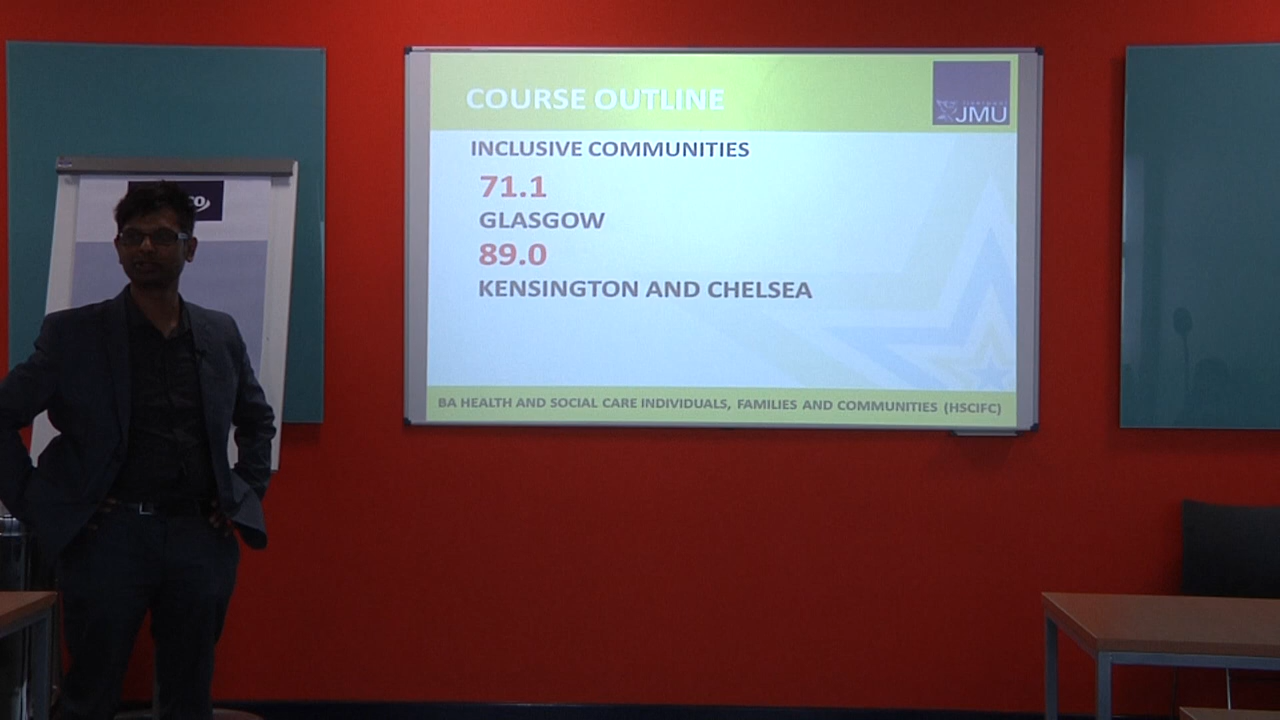 COURSE OUTLINE
JMU
INCLUSIVE COMMUNITIES
71.1
GLASGOW
89.0
KENSINGTON AND CHELSEA
BA HEALTH AND SOCIAL CARE INDIVIDUALS, FAMILIES AND COMMUNITIES (HSCIFC)